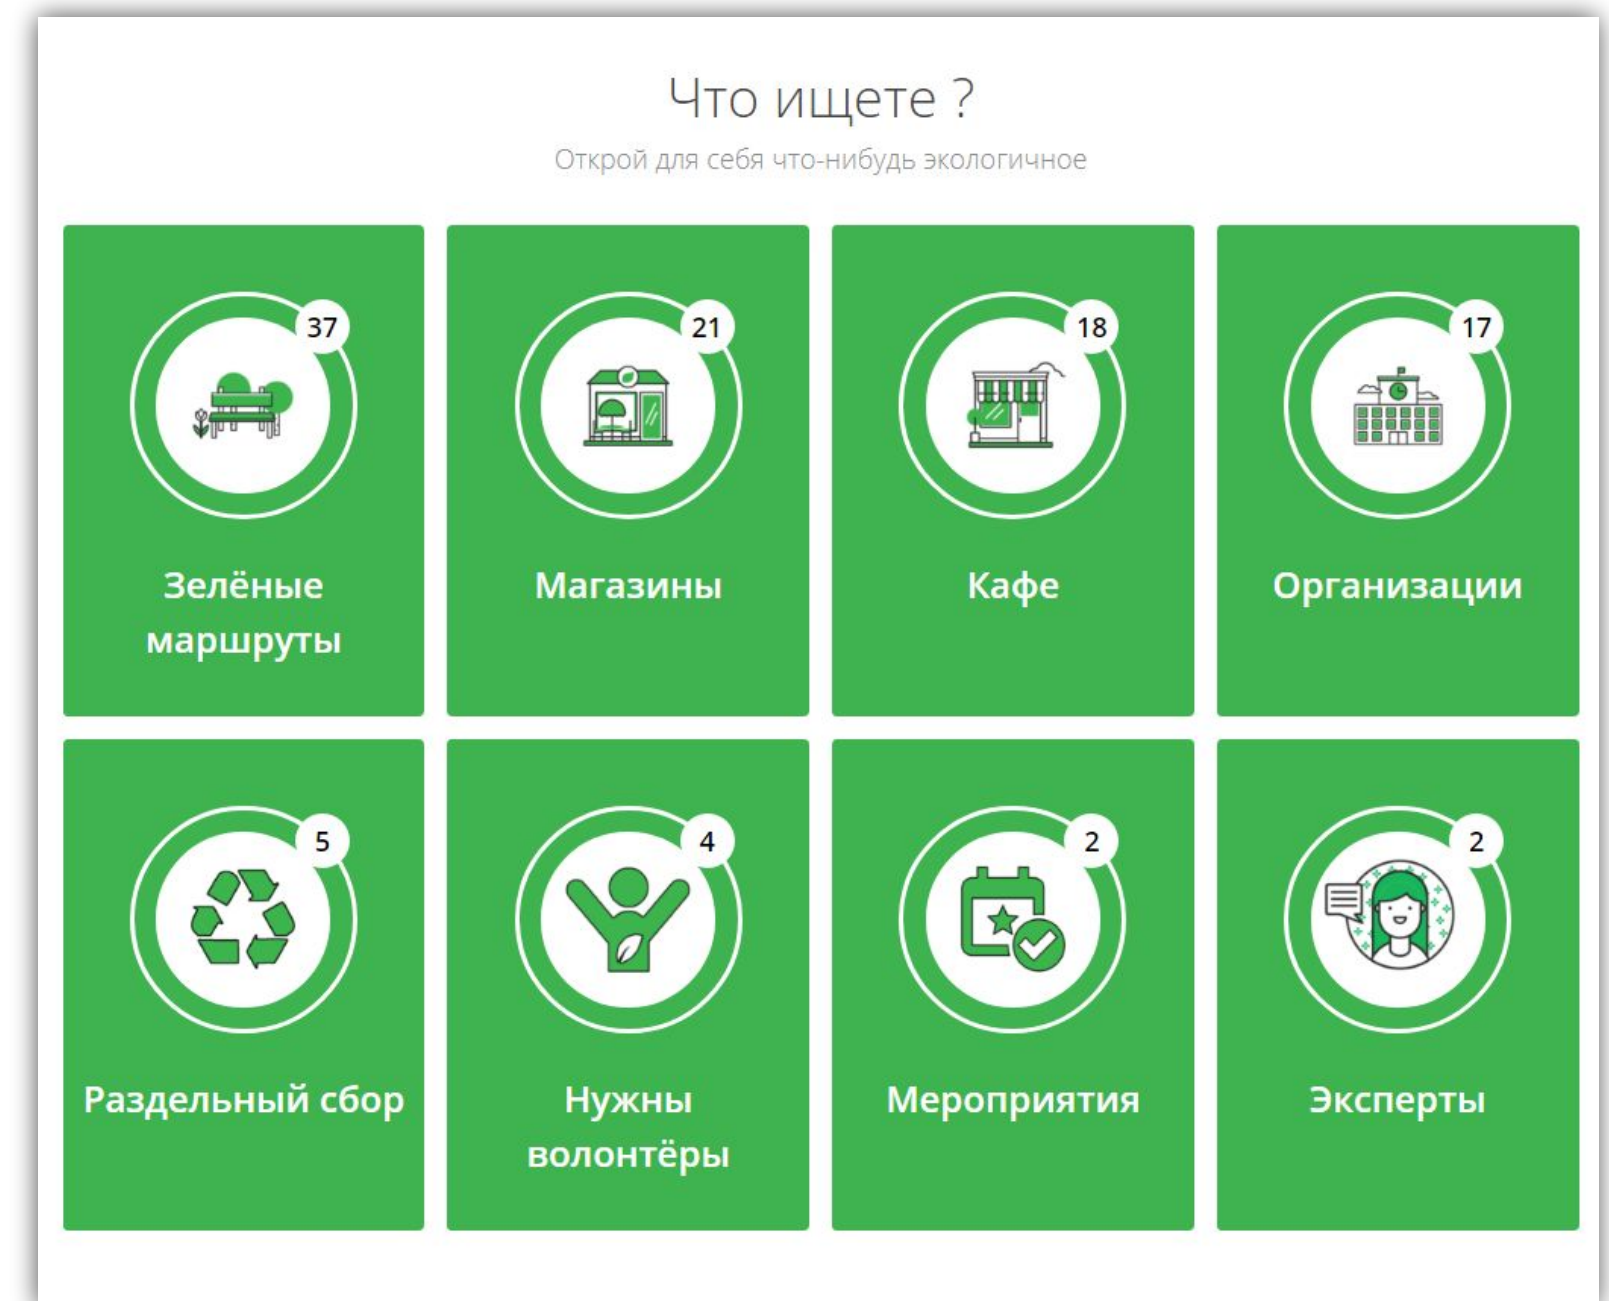 Что ищете ?
Открой для себя что-нибудь экологичное
37
Зелёные
маршруты
21
Магазины
18
Кафе
17
Организации
5
Раздельный сбор
4
Нужны
волонтёры
2
Мероприятия
2
Эксперты